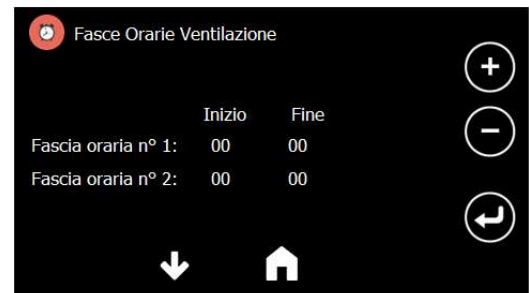 Fasce Orarie Ventilazione
Inizio Fine
Fascia oraria n° 1: 00 00
Fascia oraria n° 2: 00 00